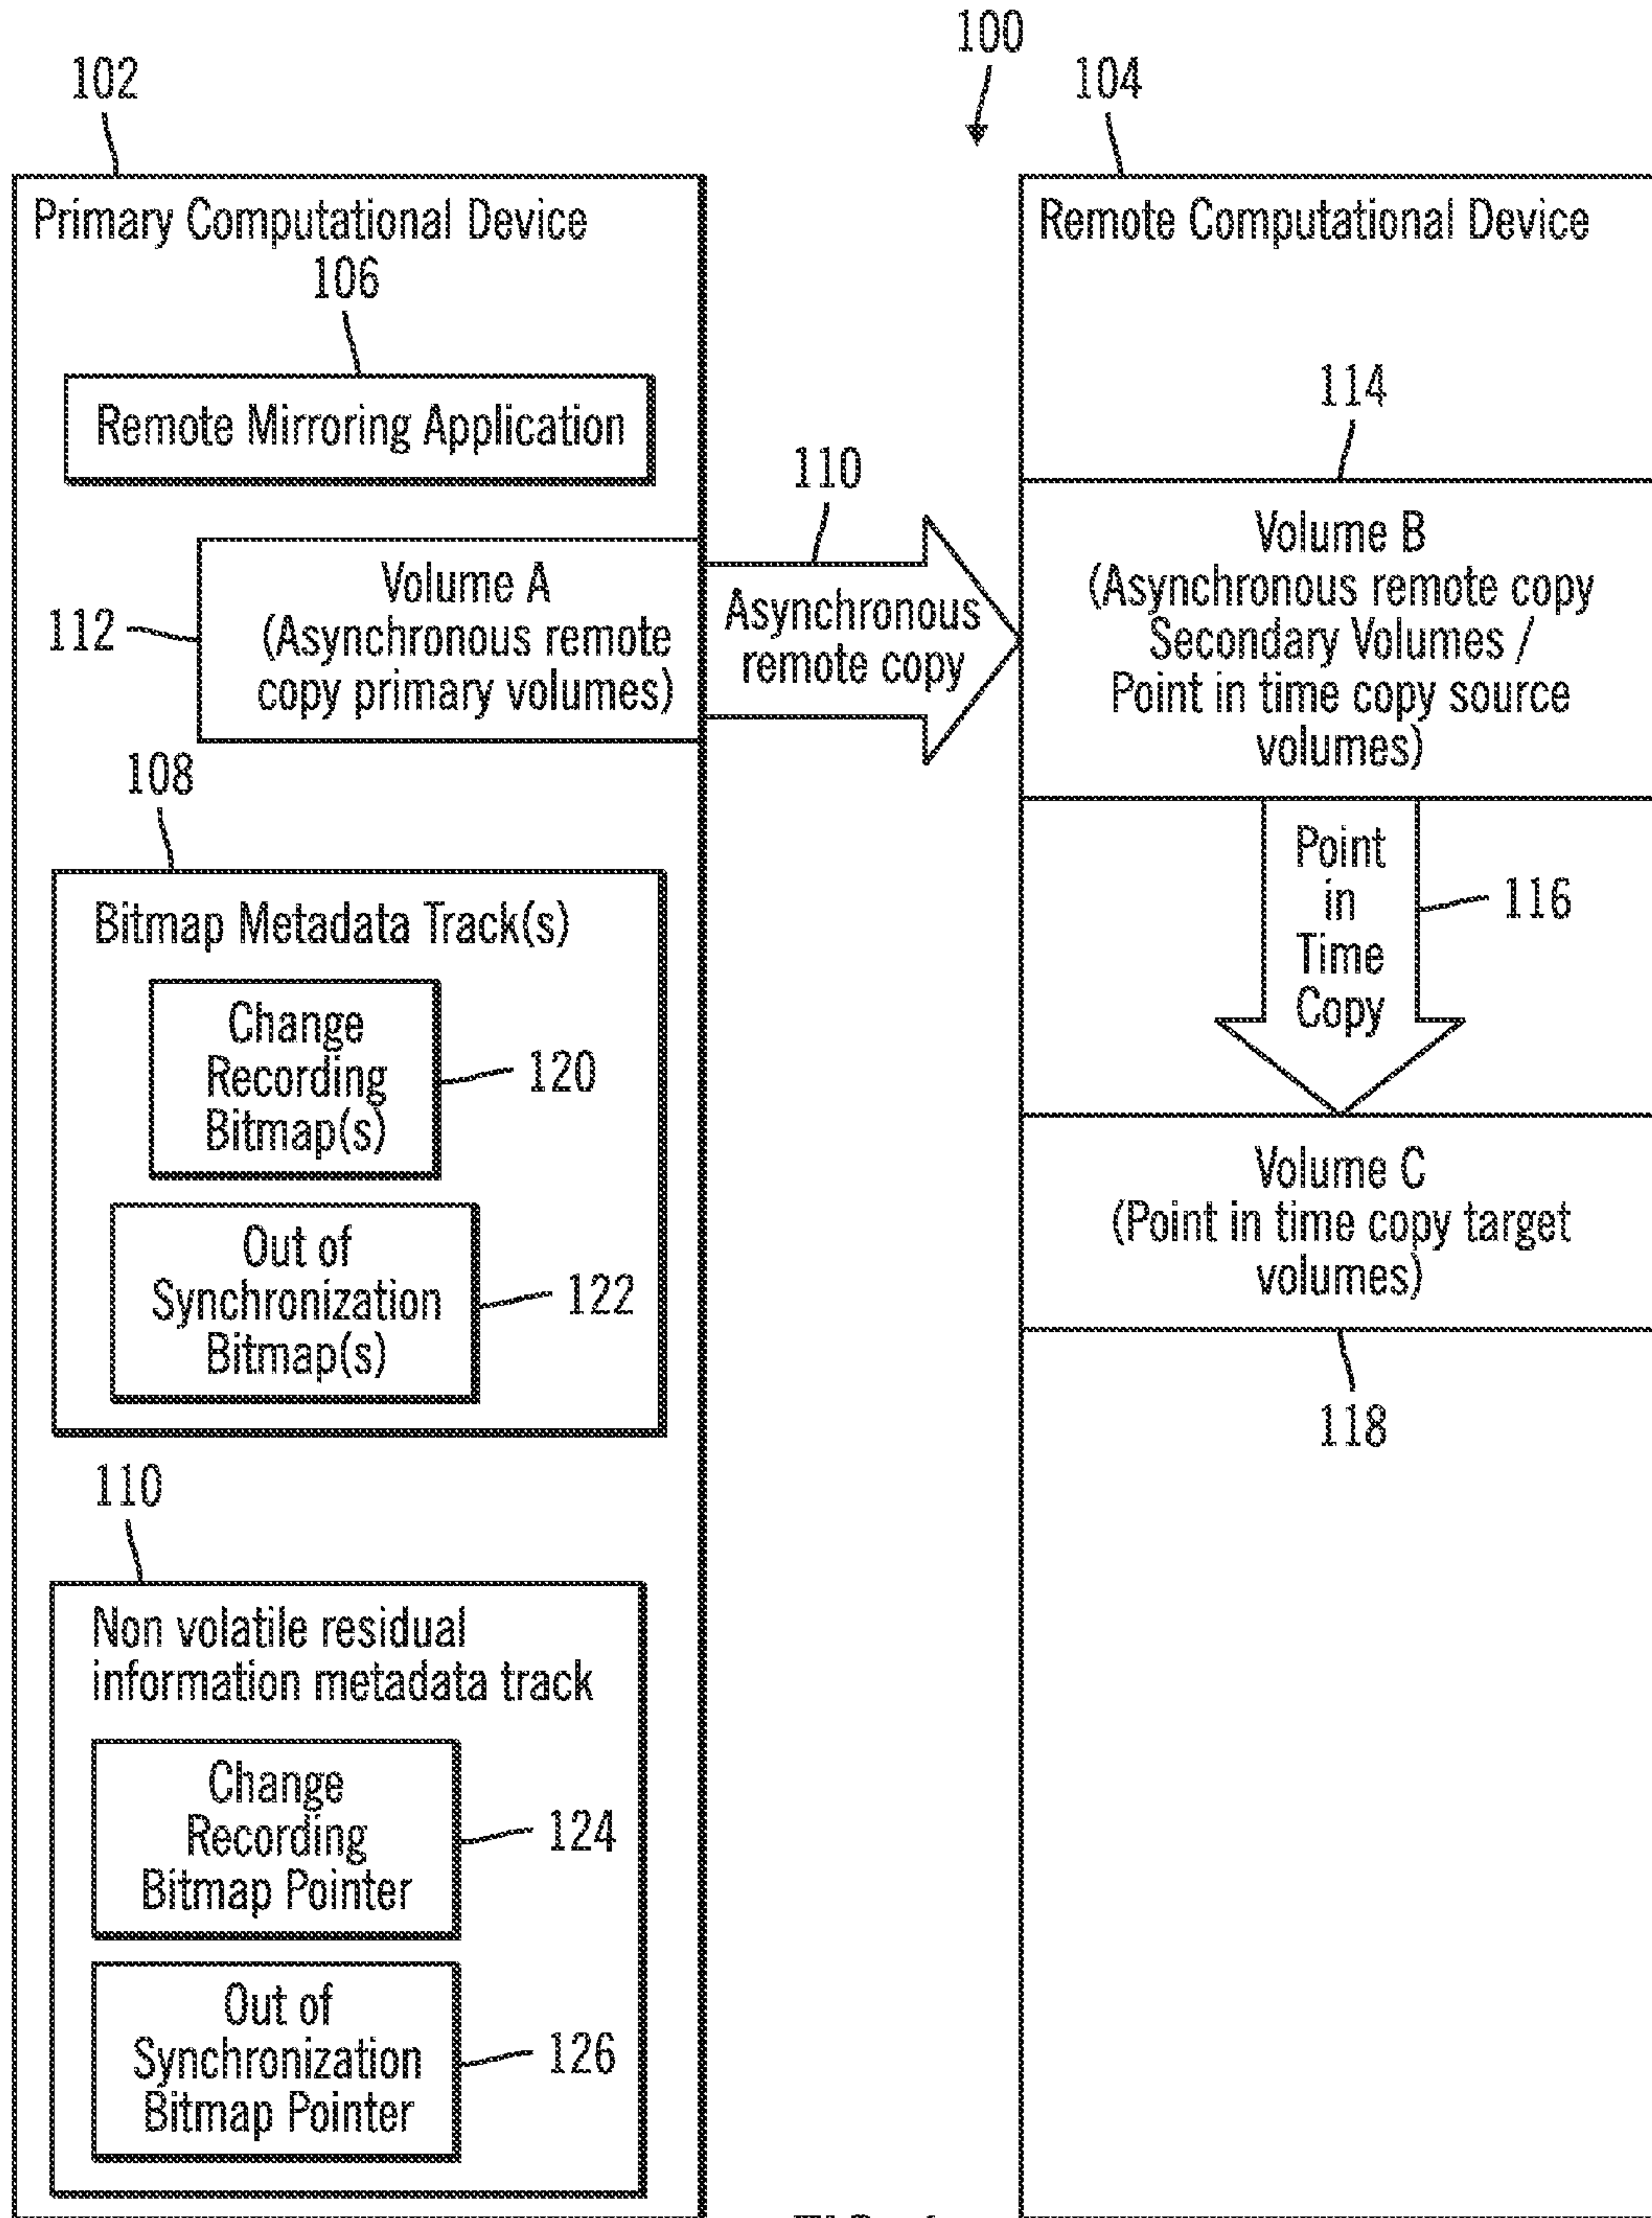 100
102
104
Primary Computational Device
106
Remote Mirroring Application
112
Volume A
(Asynchronous remote
copy primary volumes)
108
Bitmap Metadata Track(s)
Change
Recording
Bitmap(s)
120
Out of
Synchronization
Bitmap(s)
122
110
Non volatile residual
information metadata track
Change
Recording
Bitmap Pointer
124
Out of
Synchronization
Bitmap Pointer
126
110
Asynchronous
remote copy
Remote Computational Device
114
Volume B
(Asynchronous remote copy
Secondary Volumes /
Point in time copy source
volumes)
Point
in
Time
Copy
116
Volume C
(Point in time copy target
volumes)
118